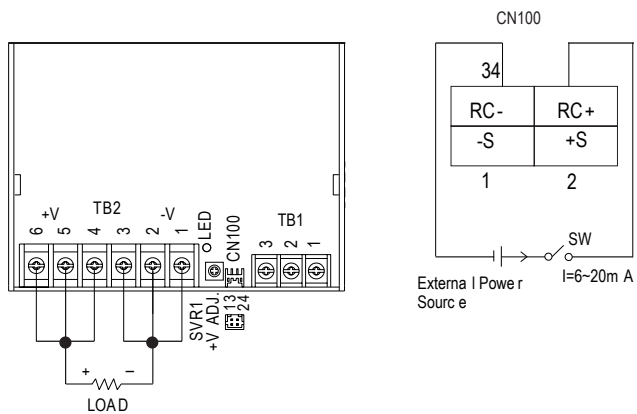 CN100
34
RC- RC+
-S +S
1 2
SW
I=6~20m A
Externa l Powe r
Sourc e
+V TB2 -V
6 5 4 3 2 1
LED
CN100
TB1
3 2 1
SVR1
+V ADJ.
13
24
+ –
LOAD